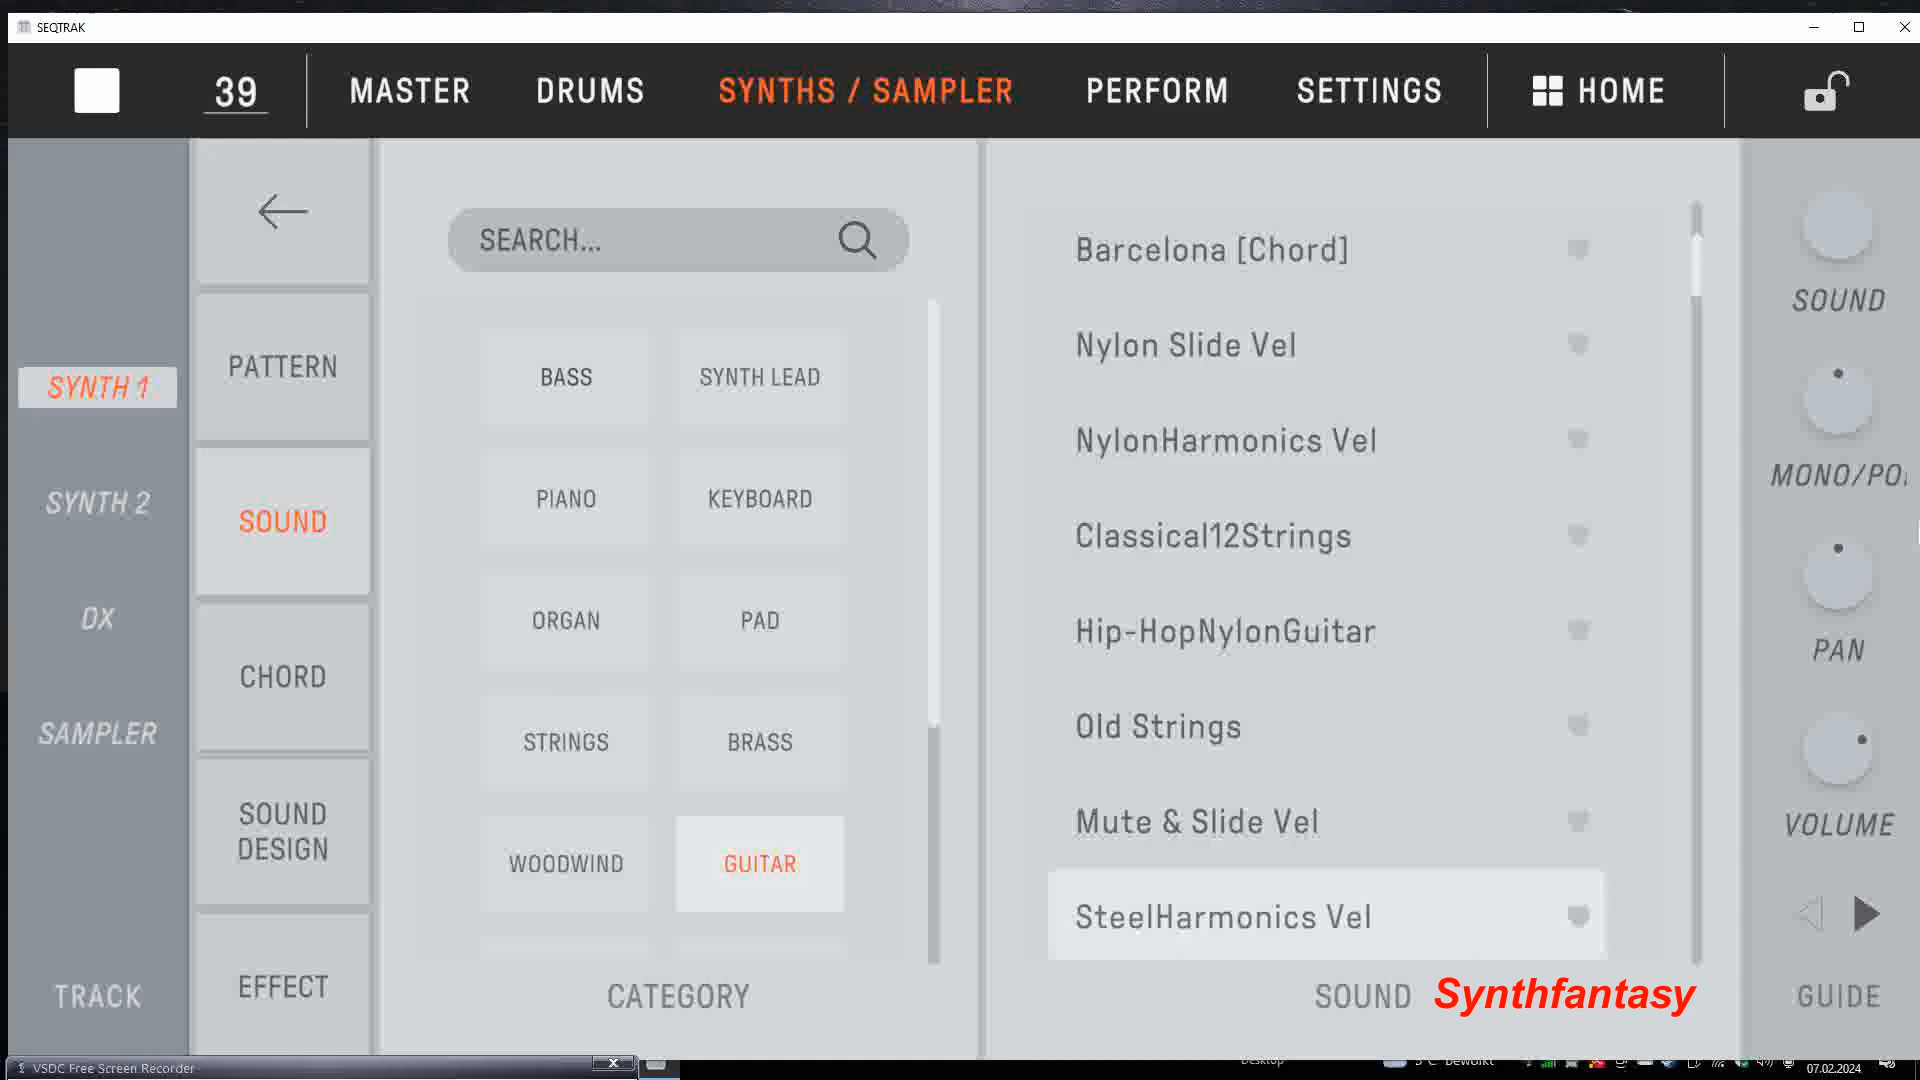 SEQTRAK
39
MASTER
DRUMS
SYNTHS / SAMPLER
PERFORM
SETTINGS
HOME
SYNTH 1
SYNTH 2
DX
SAMPLER
TRACK
PATTERN
SOUND
CHORD
SOUND
DESIGN
EFFECT
SEARCH...
BASS
SYNTH LEAD
PIANO
KEYBOARD
ORGAN
PAD
STRINGS
BRASS
WOODWIND
GUITAR
CATEGORY
Barcelona [Chord]
Nylon Slide Vel
NylonHarmonics Vel
Classical12Strings
Hip-HopNylonGuitar
Old Strings
Mute & Slide Vel
SteelHarmonics Vel
SOUND
Synthfantasy
SOUND
MONO/PO
PAN
VOLUME
GUIDE
VSDC Free Screen Recorder
Desktop
5°C Bewölkt
07.02.2024